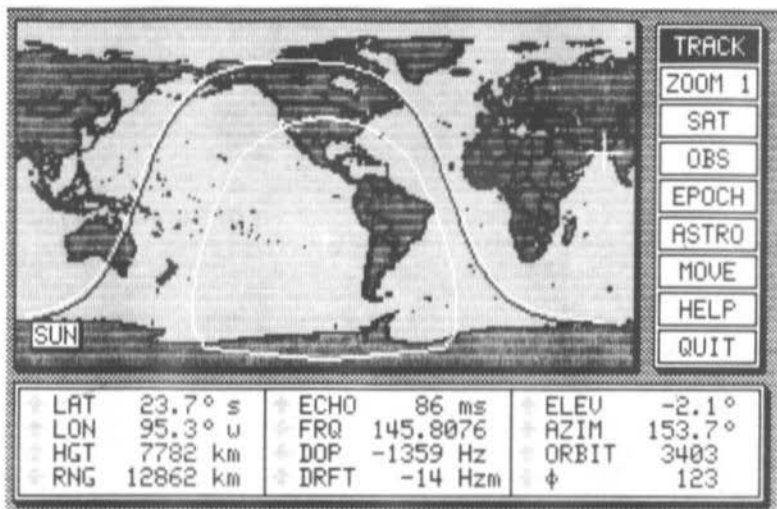 TRACK
ZOOM 1
SAT
OBS
EPOCH
ASTRO
MOVE
HELP
QUIT
SUN
LAT 23.7° s
LON 95.3° w
HGT 7782 km
RNG 12862 km
ECHO 86 ms
FRQ 145.8076
DOP -1359 Hz
DRFT -14 Hzm
ELEV -2.1°
AZIM 153.7°
ORBIT 3403
ϕ 123